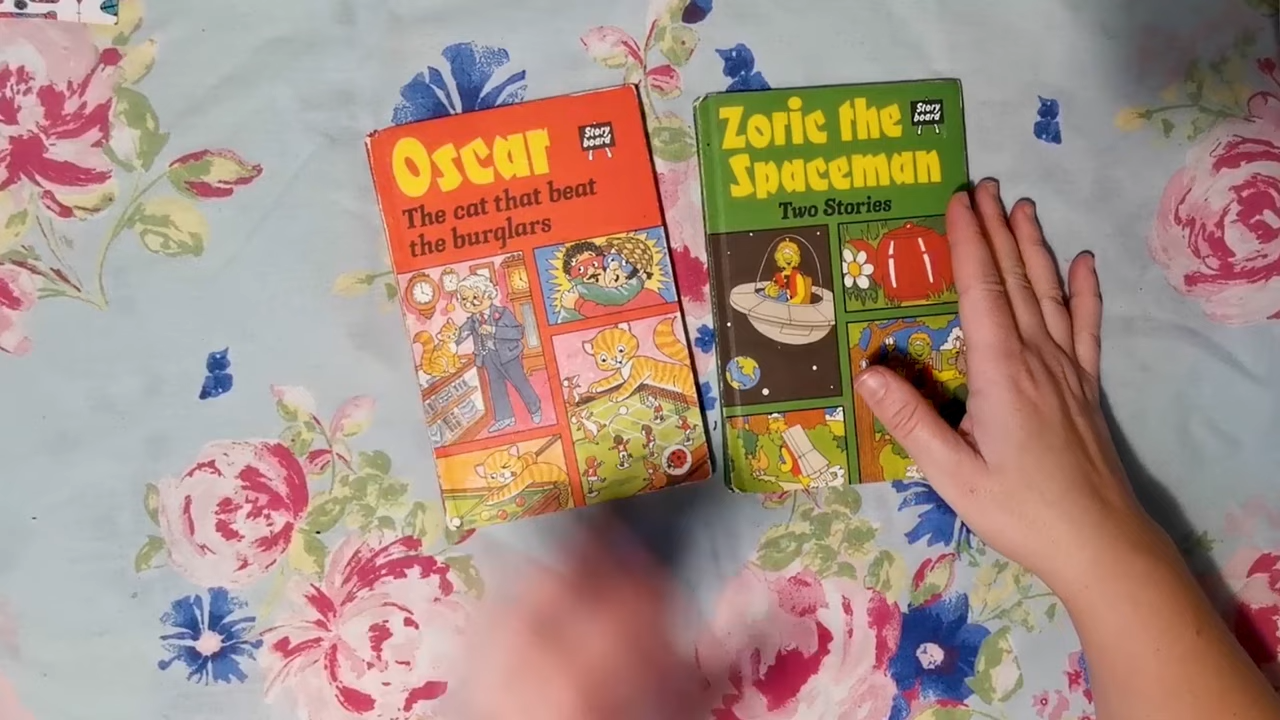 Oscar
Story
board
The cat that beat
the burglars
Zoric the
Spaceman
Story
board
Two Stories